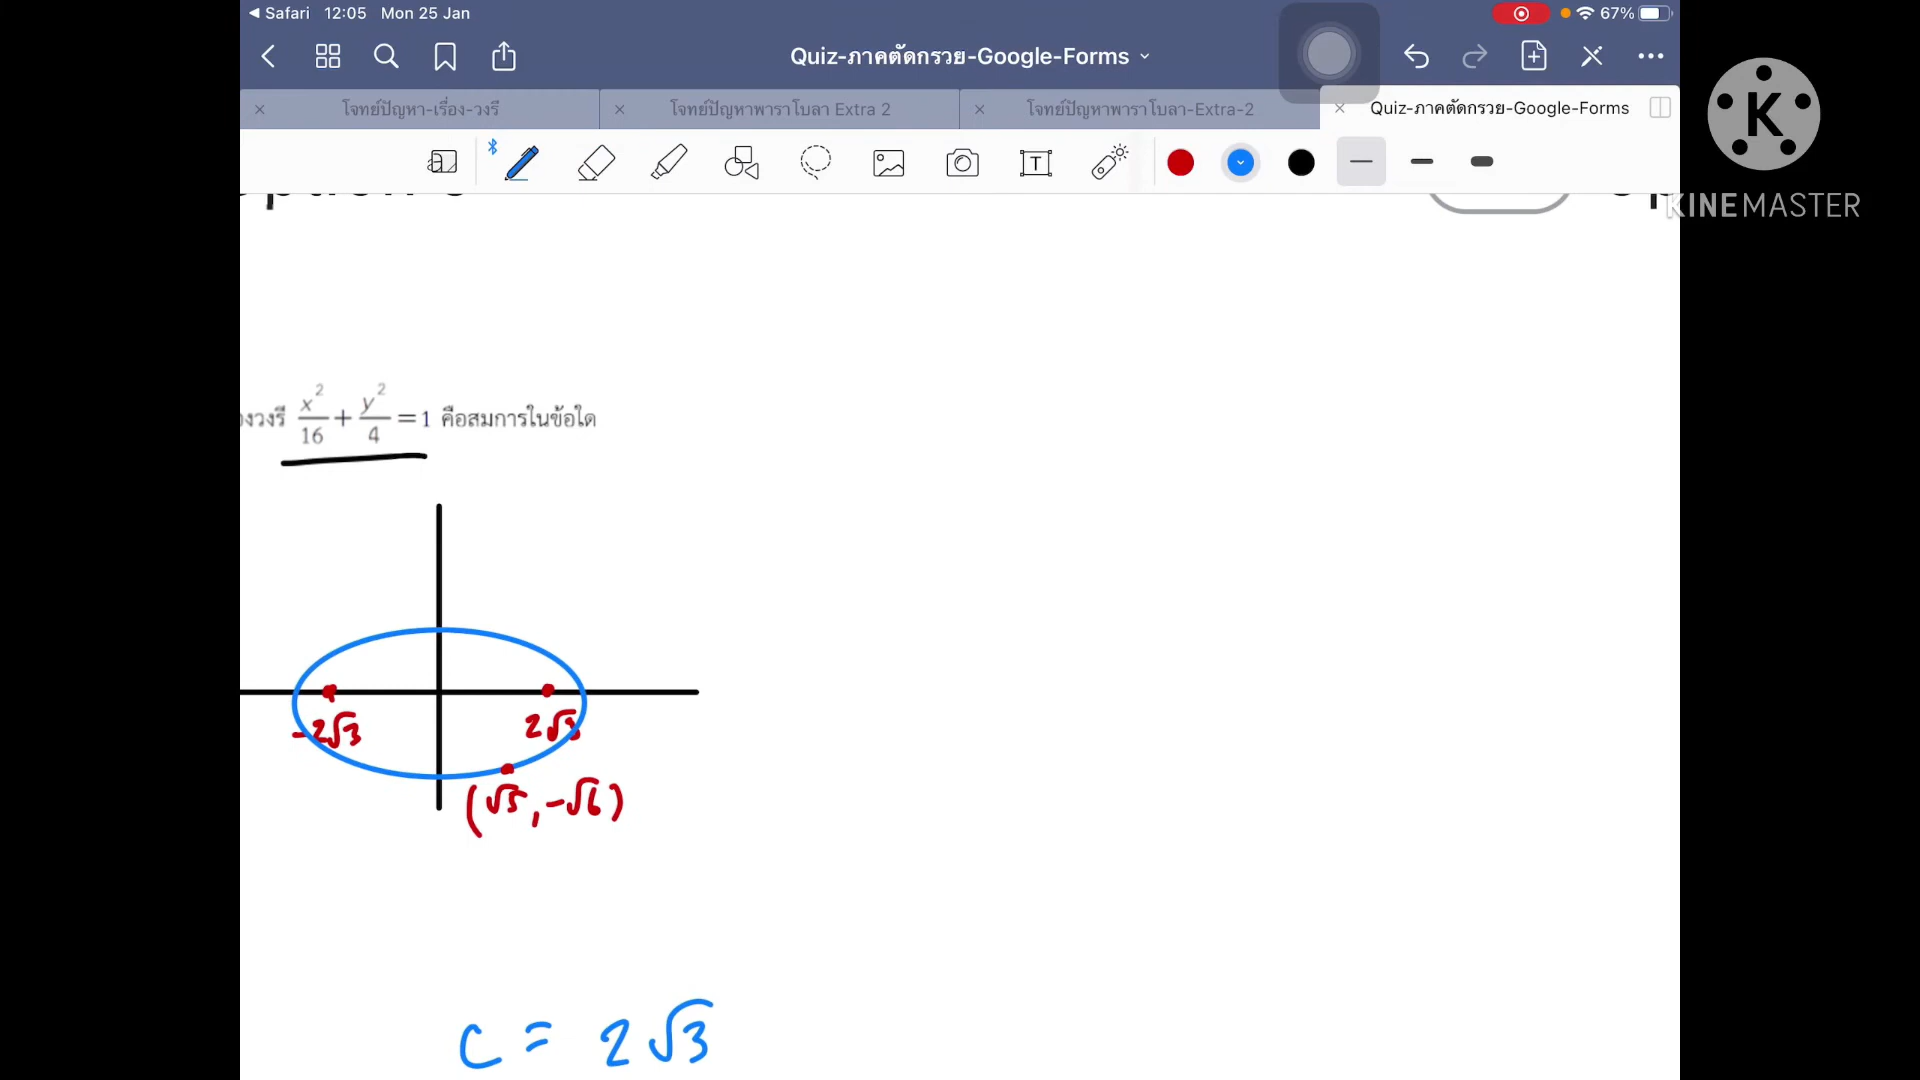 Safari 12:05 Mon 25 Jan 67%
Quiz-ภาคตัดกรวย-Google-Forms
โจทย์ปัญหา-เรื่อง-วงรี โจทย์ปัญหาพาราโบลา Extra 2 โจทย์ปัญหาพาราโบลา-Extra-2 Quiz-ภาคตัดกรวย-Google-Forms
K
KINEMASTER
T
วงรี x²/16 + y²/4 = 1 คือสมการในข้อใด
-2√3 2√3
(√5, -√6)
C = 2√3